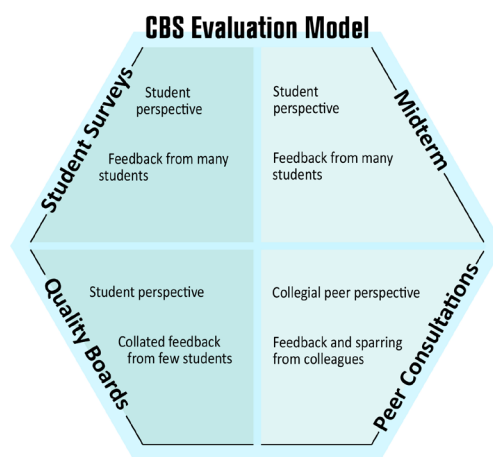 CBS Evaluation Model
Student Surveys
Student
perspective
Feedback from many
students
Midterm
Student
perspective
Feedback from many
students
Quality Boards
Student perspective
Collated feedback
from few students
Peer Consultations
Collegial peer perspective
Feedback and sparring
from colleagues